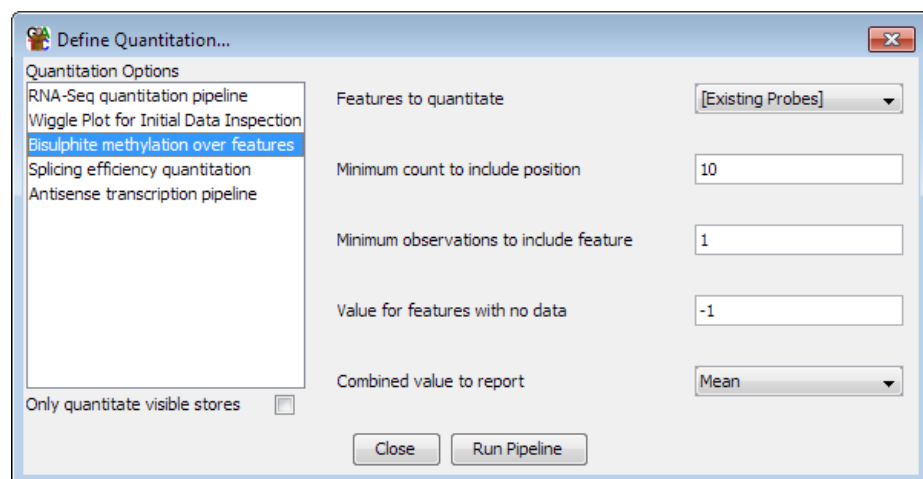 Define Quantitation...
Quantitation Options
RNA-Seq quantitation pipeline
Wiggle Plot for Initial Data Inspection
Bisulphite methylation over features
Splicing efficiency quantitation
Antisense transcription pipeline
Only quantitate visible stores
Features to quantitate [Existing Probes]
Minimum count to include position 10
Minimum observations to include feature 1
Value for features with no data -1
Combined value to report Mean
Close Run Pipeline